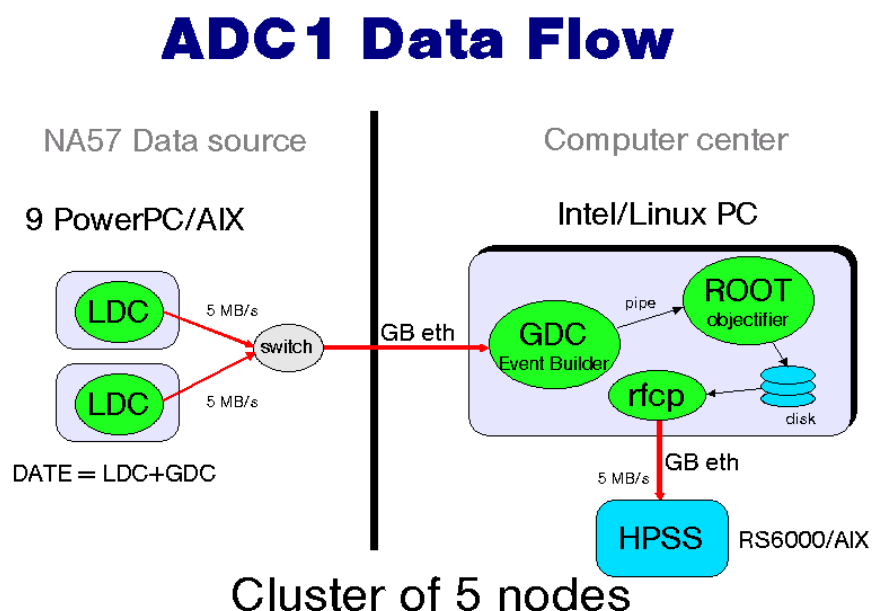 ADC1 Data Flow
NA57 Data source
Computer center
9 PowerPC/AIX
Intel/Linux PC
LDC
5 MB/s
switch
GB eth
GDC
Event Builder
pipe
ROOT
objectifier
LDC
5 MB/s
rfcp
disk
DATE = LDC+GDC
GB eth
5 MB/s
HPSS
RS6000/AIX
Cluster of 5 nodes